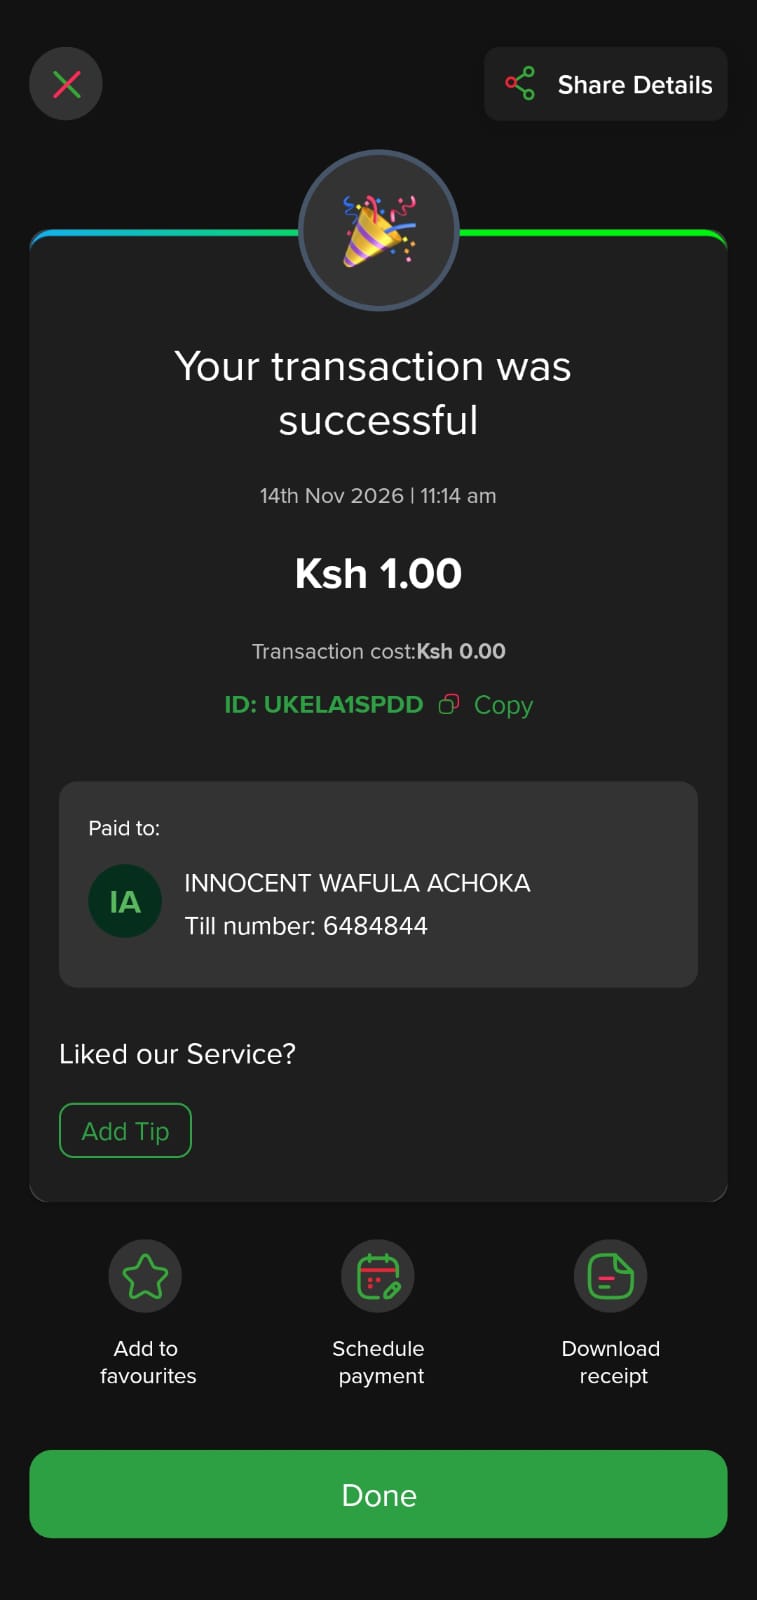 Share Details
Your transaction was
successful
14th Nov 2026 | 11:14 am
Ksh 1.00
Transaction cost:Ksh 0.00
ID: UKELA1SPDD Copy
Paid to:
IA
INNOCENT WAFULA ACHOKA
Till number: 6484844
Liked our Service?
Add Tip
Add to
favourites
Schedule
payment
Download
receipt
Done